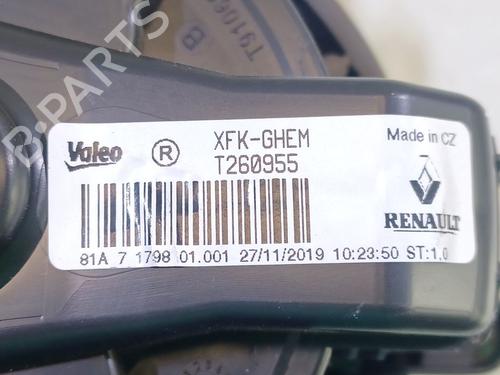 B
Valeo
®
XFK-GHEM
T260955
Made in CZ
RENAULT
81A 7 1798 01.001 27/11/2019 10:23:50 ST:1.0
B-PARTS